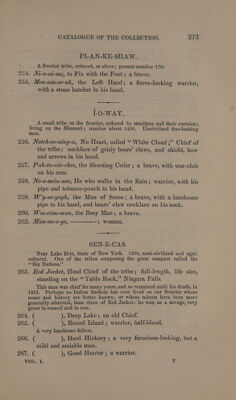 CATALOGUE OF THE COLLECTION. 273
PI-AN-KE-SHAW.
A frontier tribe, reduced, as above; present number 170.
254. Ni-a-có-mo, to Fix with the Foot; a brave.
255. Men-són-se-ah, the Left Hand; a fierce-looking warrior,
with a stone hatchet in his hand.
I-O-WAY.
A small tribe on the frontier, reduced by smallpox and their enemies;
living on the Missouri; number about 1400. Uncivilized fine-looking
men.
256. Notch-ee-níng-a, No Heart, called “White Cloud;” Chief of
the tribe; necklace of grisly bears' claws, and shield, bow
and arrows in his hand.
257. Pah-ta-cóo-chee, the Shooting Cedar; a brave, with war-club
on his arm.
258. No-o-mún-nee, He who walks in the Rain; warrior, with his
pipe and tobacco-pouch in his hand.
259. W'y-ee-yogh, the Man of Sense; a brave, with a handsome
pipe in his hand, and bears' claw necklace on his neck.
260. Wos-cóm-mun, the Busy Man; a brave.
262. Mún-ne-o-ye, ————; woman.
SEN-E-CAS.
Near Lake Erie, State of New York. 1200, semi-civilized and agri-
cultural. One of the tribes composing the great compact called the
“Six Nations.”
263. Red Jacket, Head Chief of the tribe; full-length, life size,
standing on the “Table Rock,” Niagara Falls.
This man was chief for many years, and so remained until his death, in
1831. Perhaps no Indian Sachem has ever lived on our frontier whose
name and history are better known, or whose talents have been more
generally admitted, than those of Red Jacket: he was, as a savage, very
great in council and in war.
264. ( ), Deep Lake; an old Chief.
265. ( ), Round Island; warrior, half-blood.
A very handsome fellow.
266. ( ), Hard Hickory; a very ferocious-looking, but a
mild and amiable man.
267. ( ), Good Hunter; a warrior.
VOL. I. T